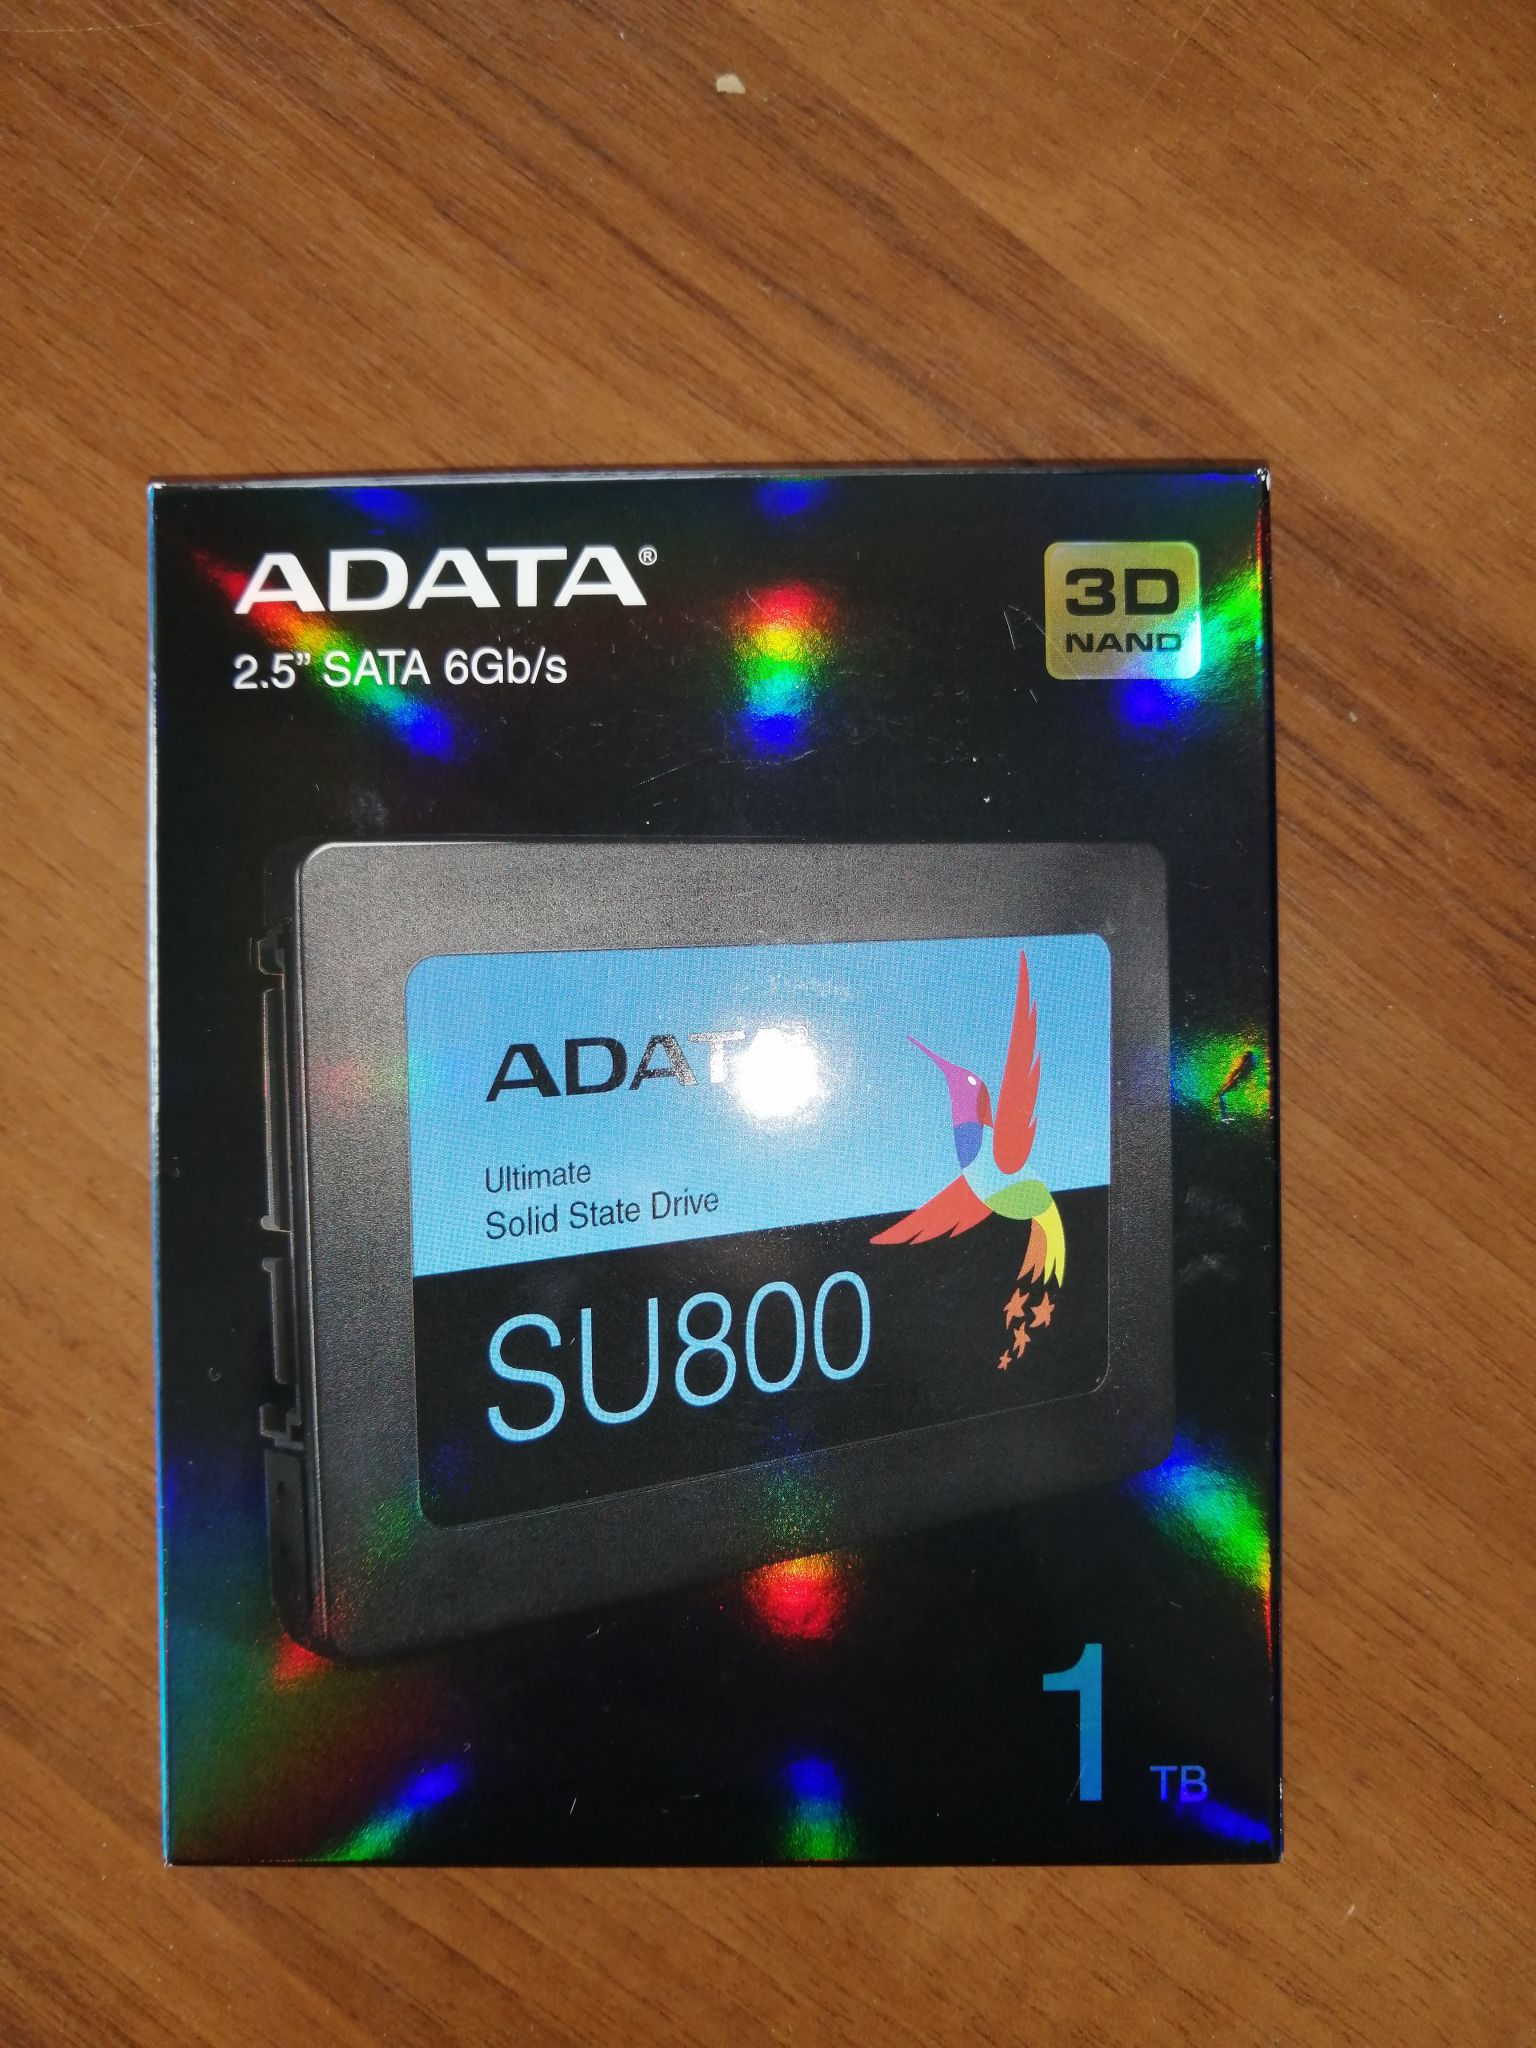 ADATA®
2.5” SATA 6Gb/s
3D
NAND
ADATA
Ultimate
Solid State Drive
SU800
1 TB